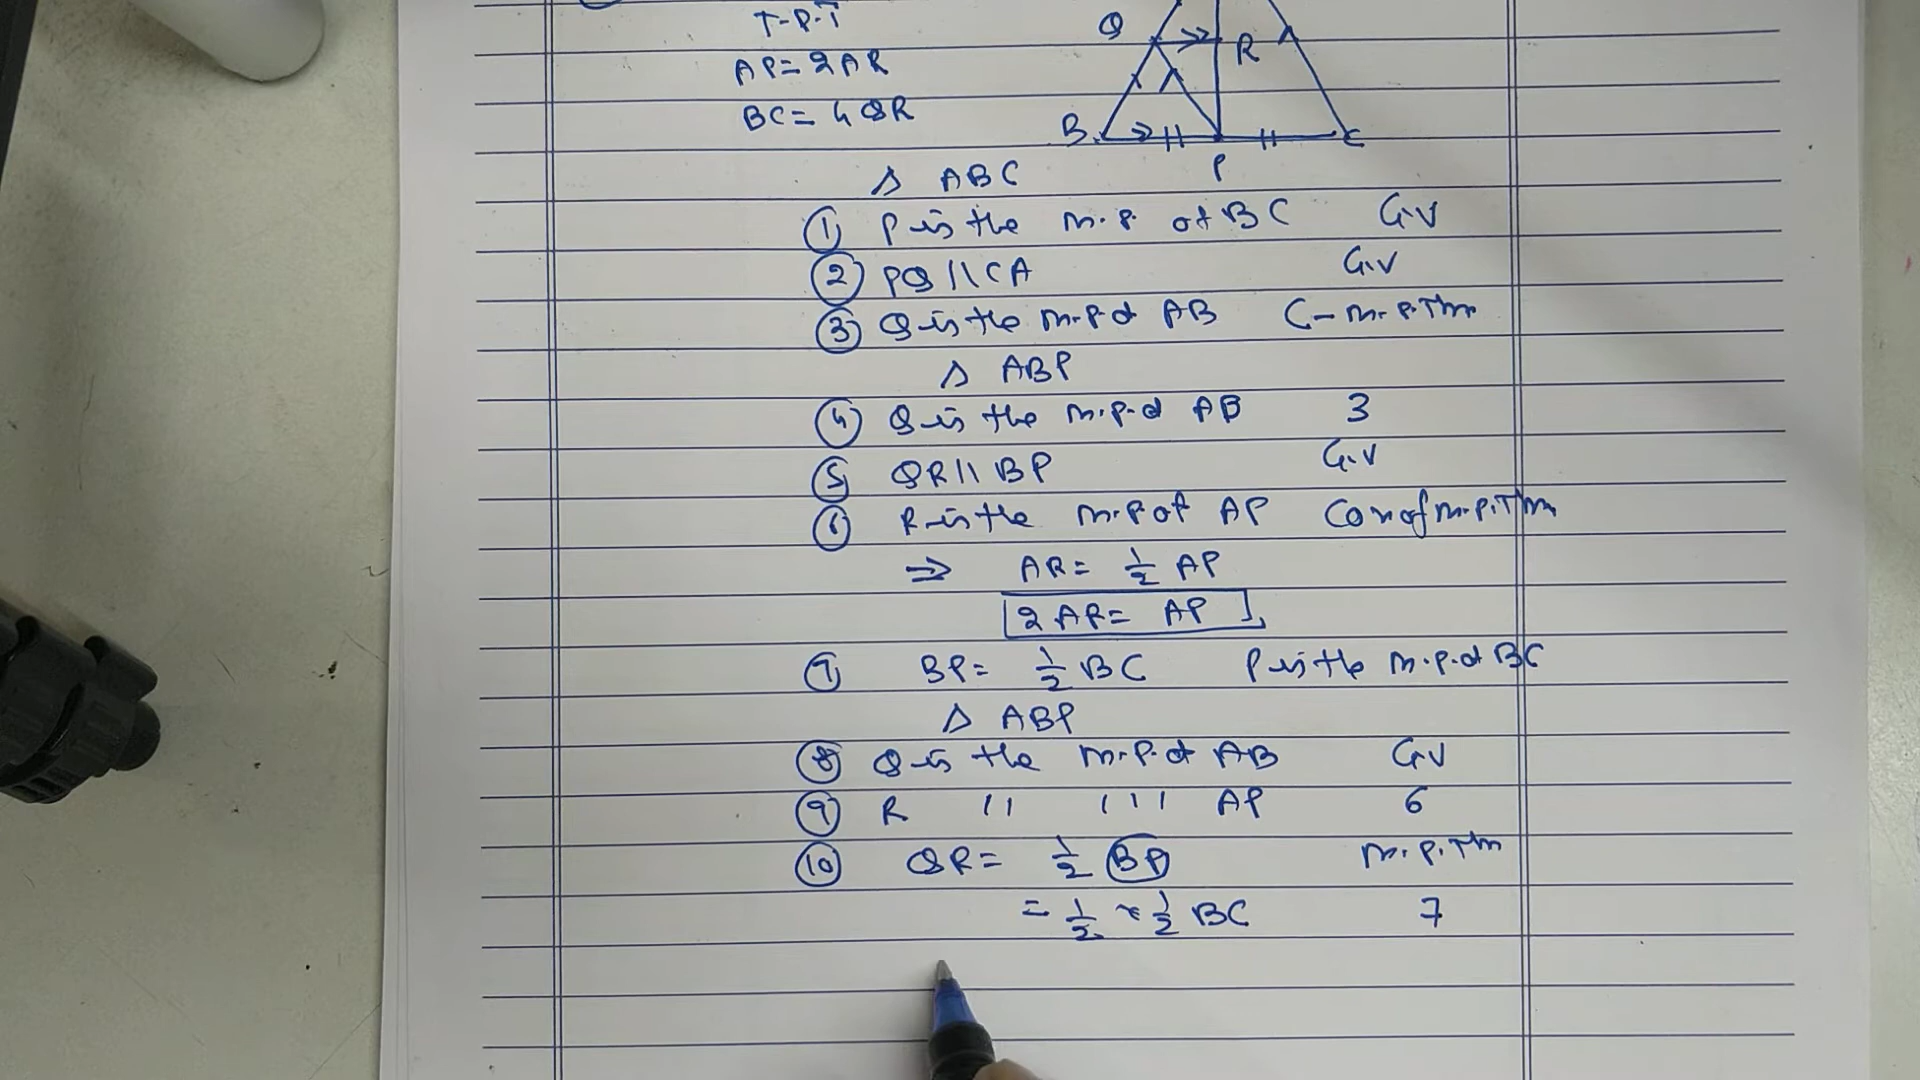 T-P-T
AP = 2AR
BC = 4QR
Q
R
B
C
P
Δ ABC
① P is the m.p. of BC G.V
② PQ || CA G.V
③ Q is the m.p. of AB C-m.p.Thm
Δ ABP
④ Q is the m.p. of AB 3
⑤ QR || BP G.V
⑥ R is the m.p. of AP Con of m.p.Thm
⇒ AR = 1/2 AP
2AR = AP
⑦ BP = 1/2 BC P is the m.p. of BC
Δ ABP
⑧ Q is the m.p. of AB G.V
⑨ R 11 111 AP 6
⑩ QR = 1/2 BP m.p.Thm
= 1/2 × 1/2 BC 7